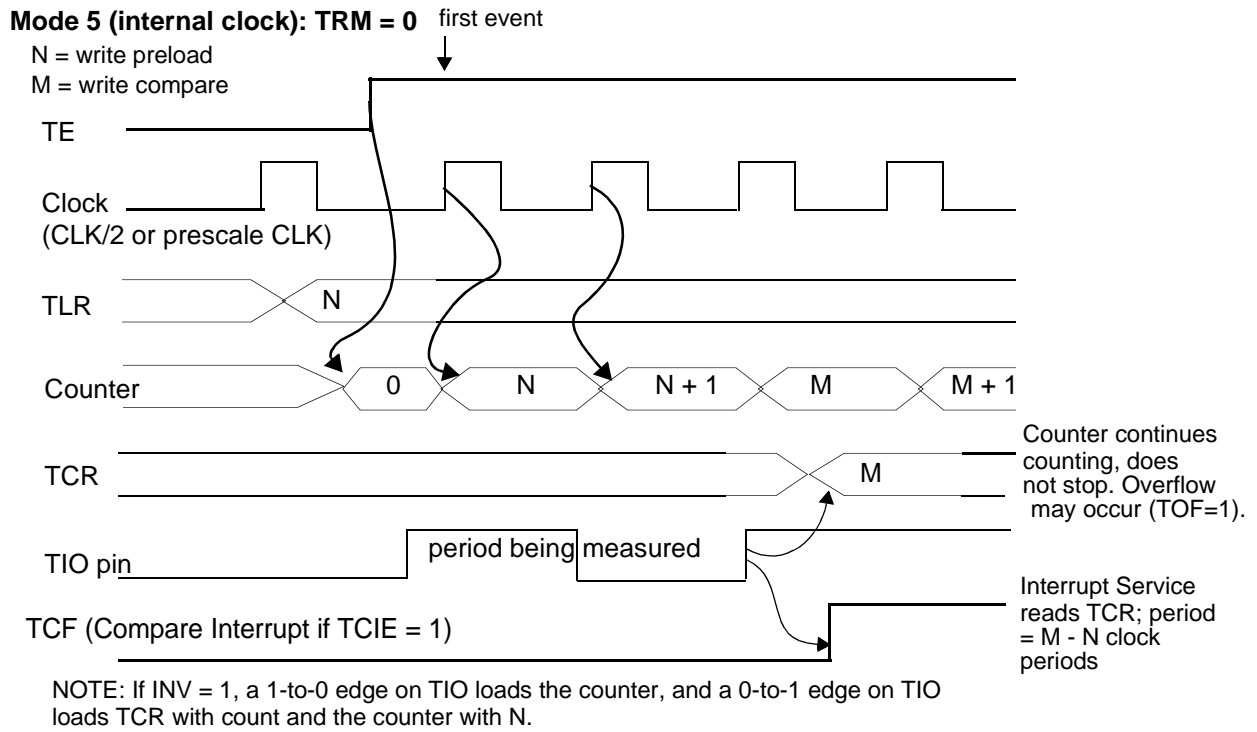 Mode 5 (internal clock): TRM = 0
first event
N = write preload
M = write compare
TE
Clock
(CLK/2 or prescale CLK)
TLR
N
Counter
0
N
N + 1
M
M + 1
TCR
M
Counter continues
counting, does
not stop. Overflow
may occur (TOF=1).
TIO pin
period being measured
TCF (Compare Interrupt if TCIE = 1)
Interrupt Service
reads TCR; period
= M - N clock
periods
NOTE: If INV = 1, a 1-to-0 edge on TIO loads the counter, and a 0-to-1 edge on TIO
loads TCR with count and the counter with N.